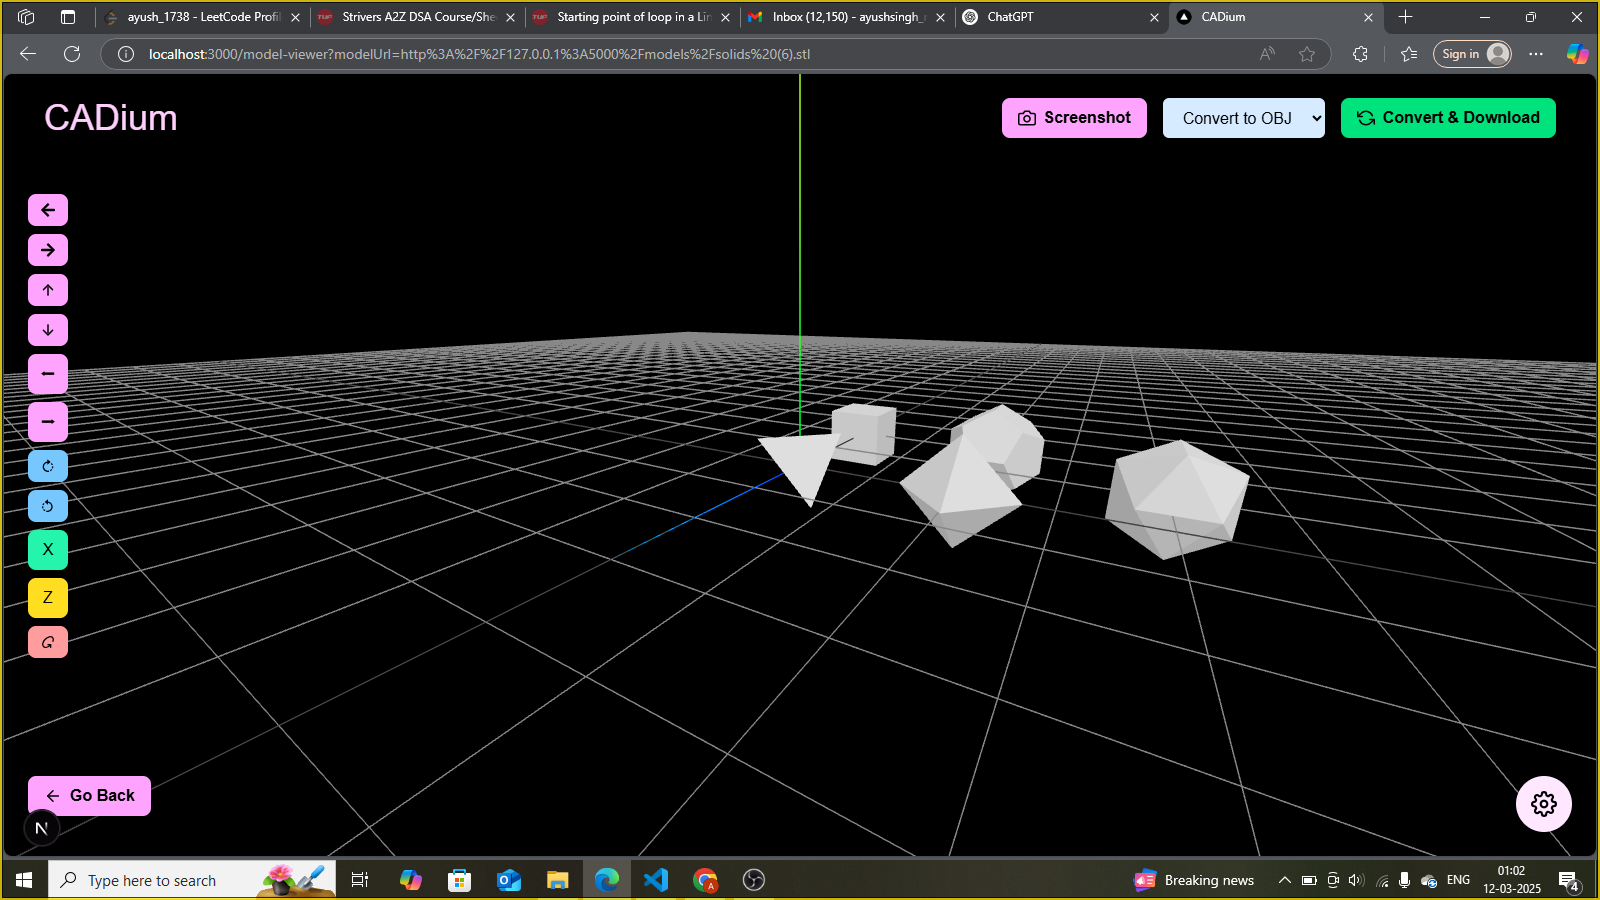 ayush_1738 - LeetCode Profil
Strivers A2Z DSA Course/She
Starting point of loop in a Lin
Inbox (12,150) - ayushsingh_r
ChatGPT
CADium
localhost:3000/model-viewer?modelUrl=http%3A%2F%2F127.0.0.1%3A5000%2Fmodels%2Fsolids%20(6).stl
Sign in
CADium
Screenshot
Convert to OBJ
Convert & Download
X
Z
G
Go Back
N
Type here to search
Breaking news
ENG
01:02
12-03-2025
4